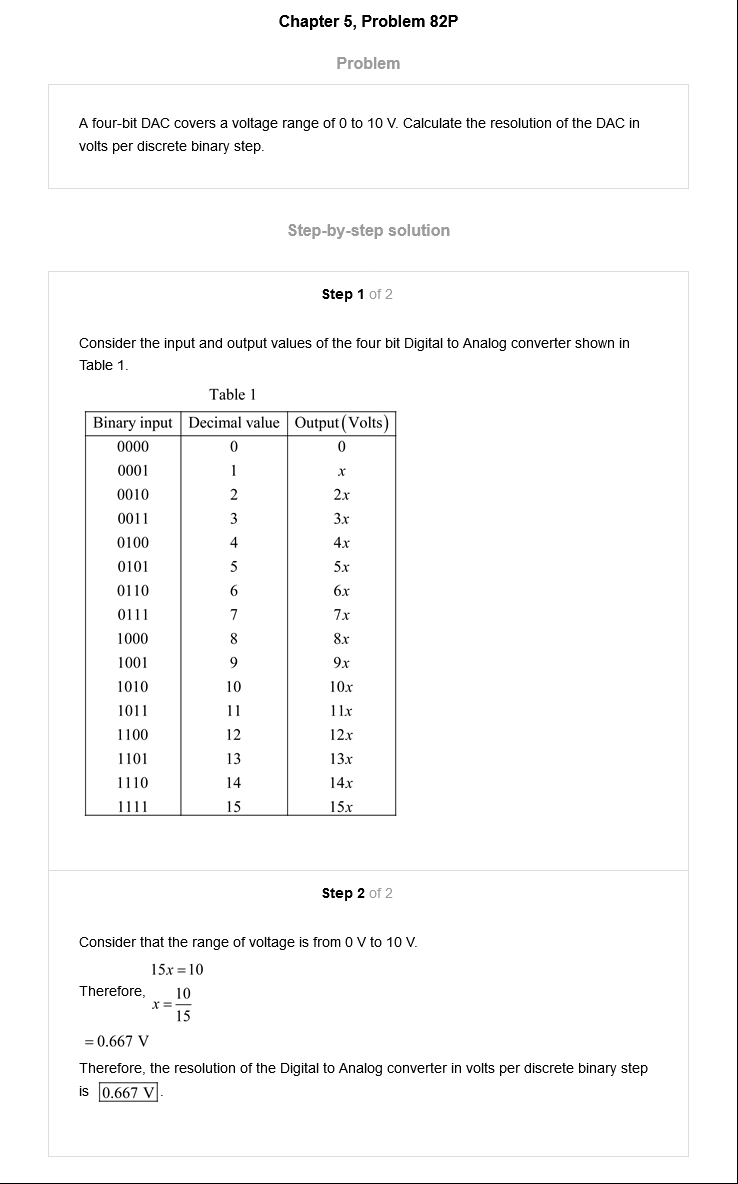 Chapter 5, Problem 82P
Problem
A four-bit DAC covers a voltage range of 0 to 10 V. Calculate the resolution of the DAC in
volts per discrete binary step.
Step-by-step solution
Step 1 of 2
Consider the input and output values of the four bit Digital to Analog converter shown in
Table 1.
Table 1
Binary input Decimal value Output(Volts)
0000 0 0
0001 1 x
0010 2 2x
0011 3 3x
0100 4 4x
0101 5 5x
0110 6 6x
0111 7 7x
1000 8 8x
1001 9 9x
1010 10 10x
1011 11 11x
1100 12 12x
1101 13 13x
1110 14 14x
1111 15 15x
Step 2 of 2
Consider that the range of voltage is from 0 V to 10 V.
15x = 10
Therefore, x = 10/15
= 0.667 V
Therefore, the resolution of the Digital to Analog converter in volts per discrete binary step
is 0.667 V.